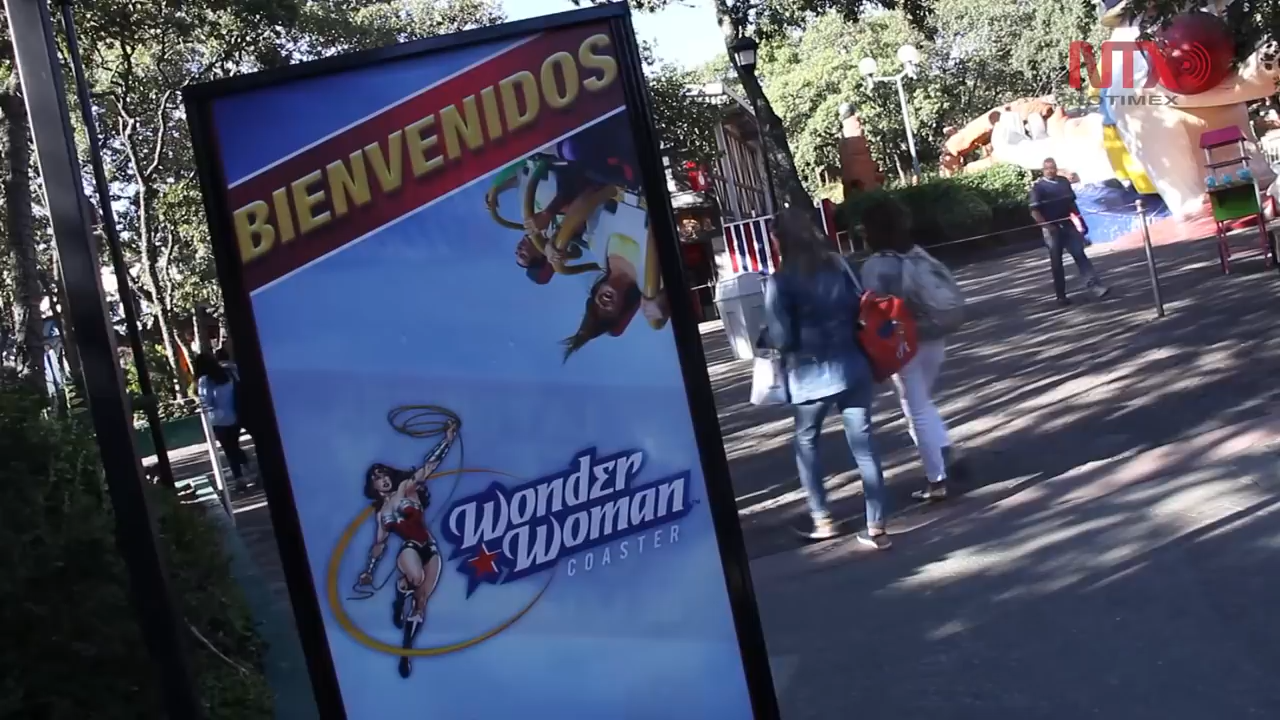 BIENVENIDOS
NTX
NOTIMEX
Wonder
Woman
COASTER